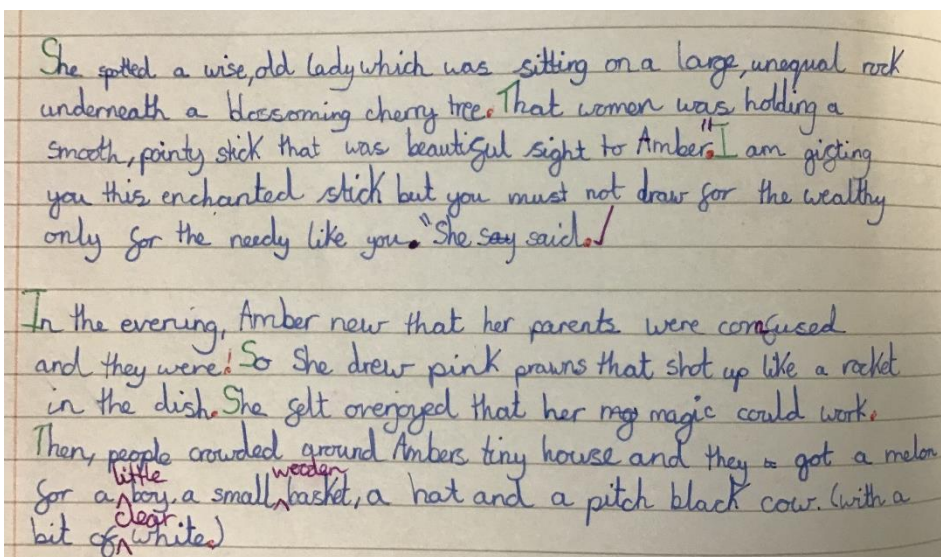 She spotted a wise, old lady which was sitting on a large, unequal rock
underneath a blossoming cherry tree. That women was holding a
smooth, pointy stick that was beautiful sight to Amber. "I am gifting
you this enchanted stick but you must not draw for the wealthy
only for the needy like you." She say said.
In the evening, Amber new that her parents were comfused
and they were! So she drew pink prawns that shot up like a rocket
in the dish. She felt overjoyed that her mag magic could work.
Then, people crowded around Ambers tiny house and they got a melon
for a little boy, a small wooden basket, a hat and a pitch black cow. (with a
bit of clear white.)